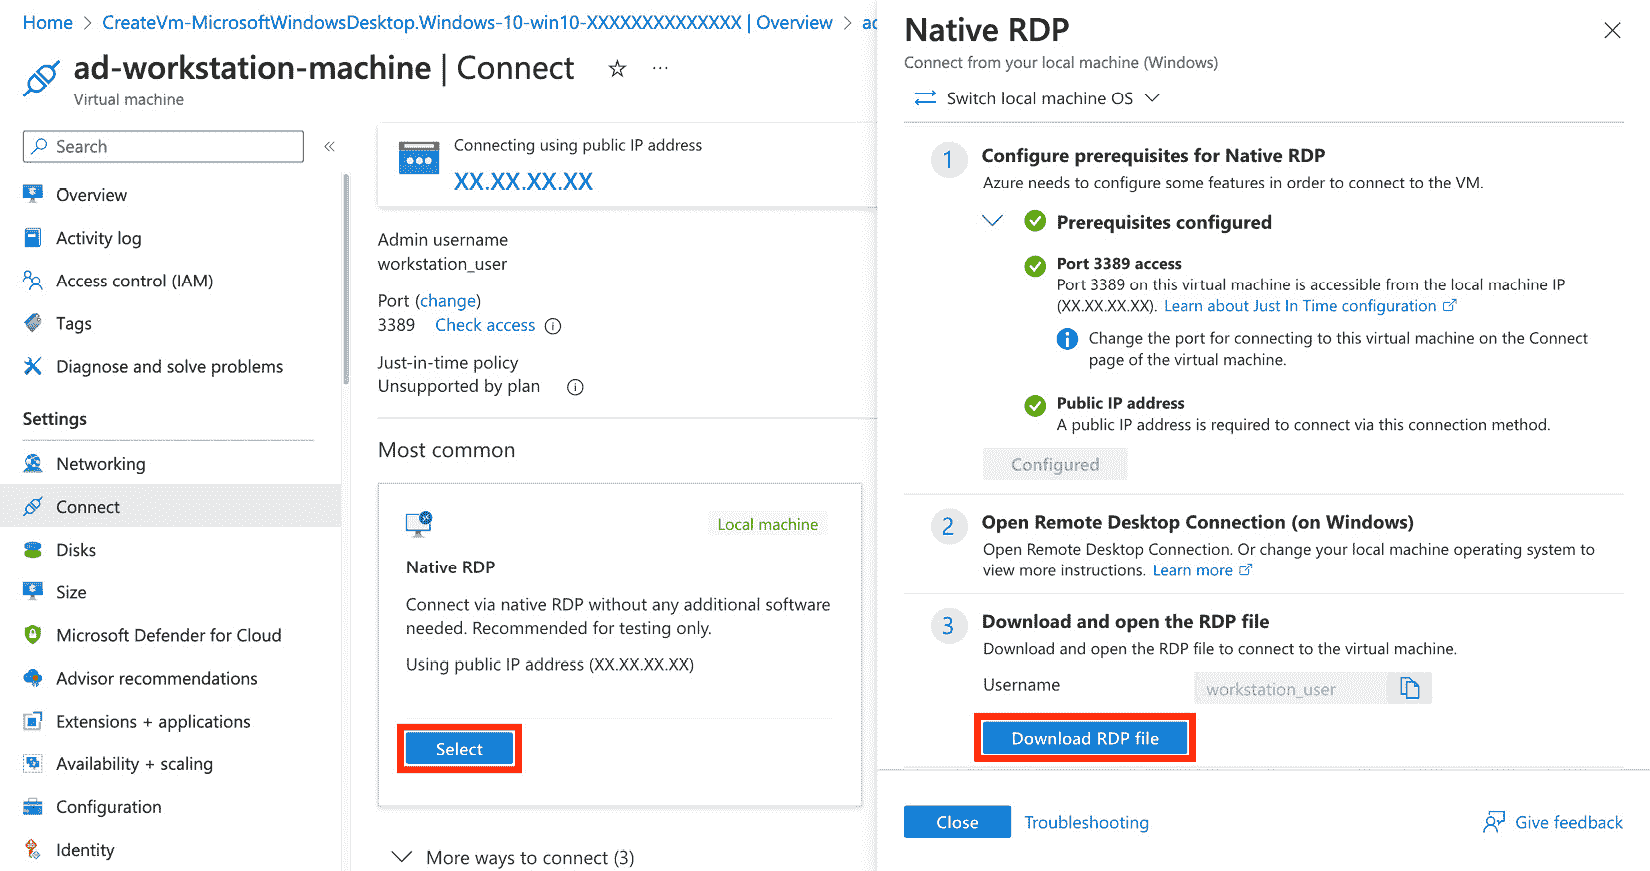 Home > CreateVm-MicrosoftWindowsDesktop.Windows-10-win10-XXXXXXXXXXXXXX | Overview >
ad-workstation-machine | Connect
Virtual machine
Search
Overview
Activity log
Access control (IAM)
Tags
Diagnose and solve problems
Settings
Networking
Connect
Disks
Size
Microsoft Defender for Cloud
Advisor recommendations
Extensions + applications
Availability + scaling
Configuration
Identity
Connecting using public IP address
XX.XX.XX.XX
Admin username
workstation_user
Port (change)
3389 Check access
Just-in-time policy
Unsupported by plan
Most common
Local machine
Native RDP
Connect via native RDP without any additional software
needed. Recommended for testing only.
Using public IP address (XX.XX.XX.XX)
Select
More ways to connect (3)
Native RDP
Connect from your local machine (Windows)
Switch local machine OS
1 Configure prerequisites for Native RDP
Azure needs to configure some features in order to connect to the VM.
Prerequisites configured
Port 3389 access
Port 3389 on this virtual machine is accessible from the local machine IP
(XX.XX.XX.XX). Learn about Just In Time configuration
Change the port for connecting to this virtual machine on the Connect
page of the virtual machine.
Public IP address
A public IP address is required to connect via this connection method.
Configured
2 Open Remote Desktop Connection (on Windows)
Open Remote Desktop Connection. Or change your local machine operating system to
view more instructions. Learn more
3 Download and open the RDP file
Download and open the RDP file to connect to the virtual machine.
Username workstation_user
Download RDP file
Close Troubleshooting
Give feedback